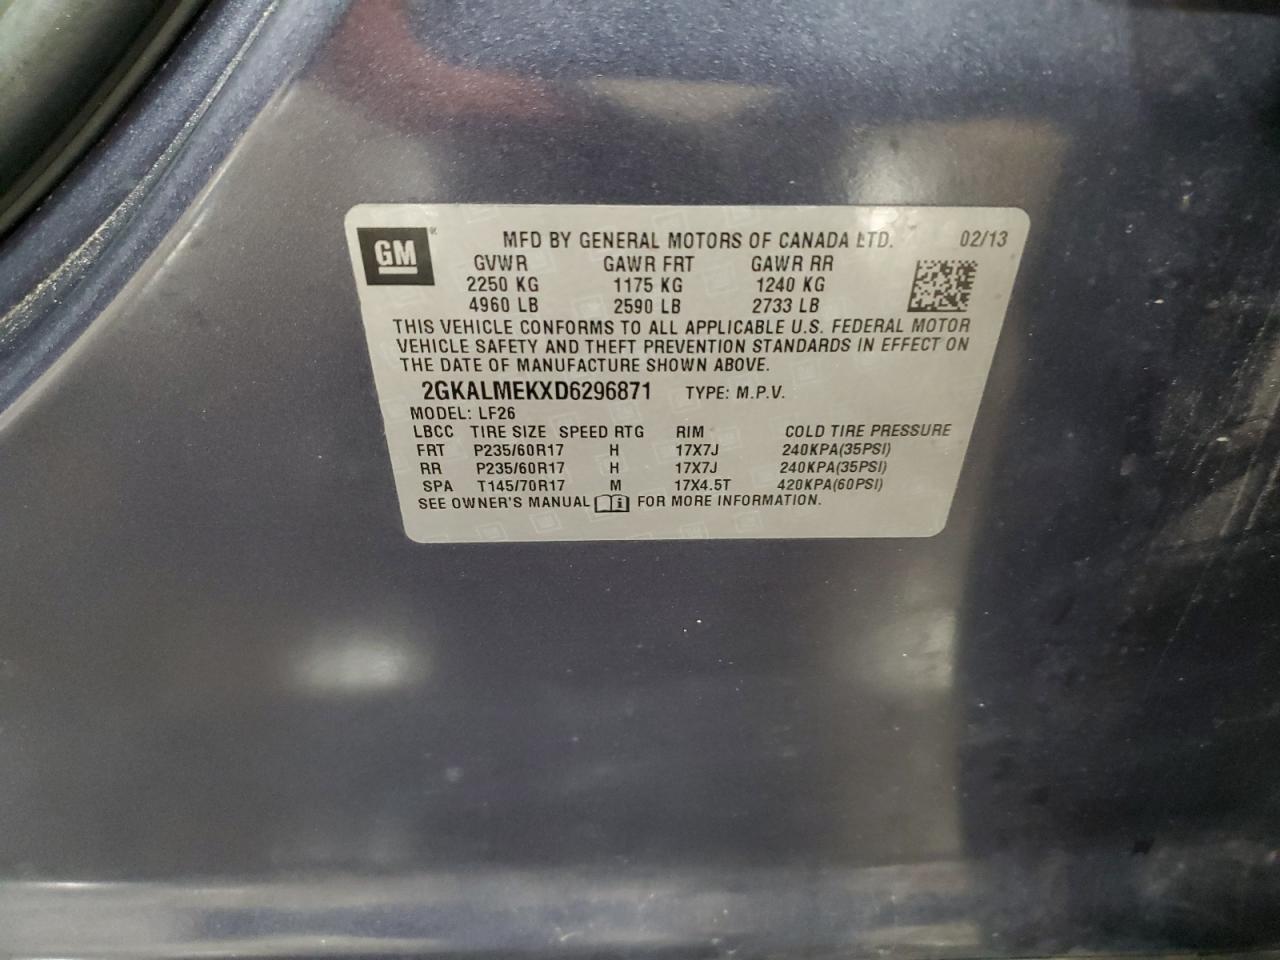 GM
MFD BY GENERAL MOTORS OF CANADA LTD. 02/13
GVWR GAWR FRT GAWR RR
2250 KG 1175 KG 1240 KG
4960 LB 2590 LB 2733 LB
THIS VEHICLE CONFORMS TO ALL APPLICABLE U.S. FEDERAL MOTOR
VEHICLE SAFETY AND THEFT PREVENTION STANDARDS IN EFFECT ON
THE DATE OF MANUFACTURE SHOWN ABOVE.
2GKALMEKXD6296871 TYPE: M.P.V.
MODEL: LF26
LBCC TIRE SIZE SPEED RTG RIM COLD TIRE PRESSURE
FRT P235/60R17 H 17X7J 240KPA(35PSI)
RR P235/60R17 H 17X7J 240KPA(35PSI)
SPA T145/70R17 M 17X4.5T 420KPA(60PSI)
SEE OWNER'S MANUAL FOR MORE INFORMATION.